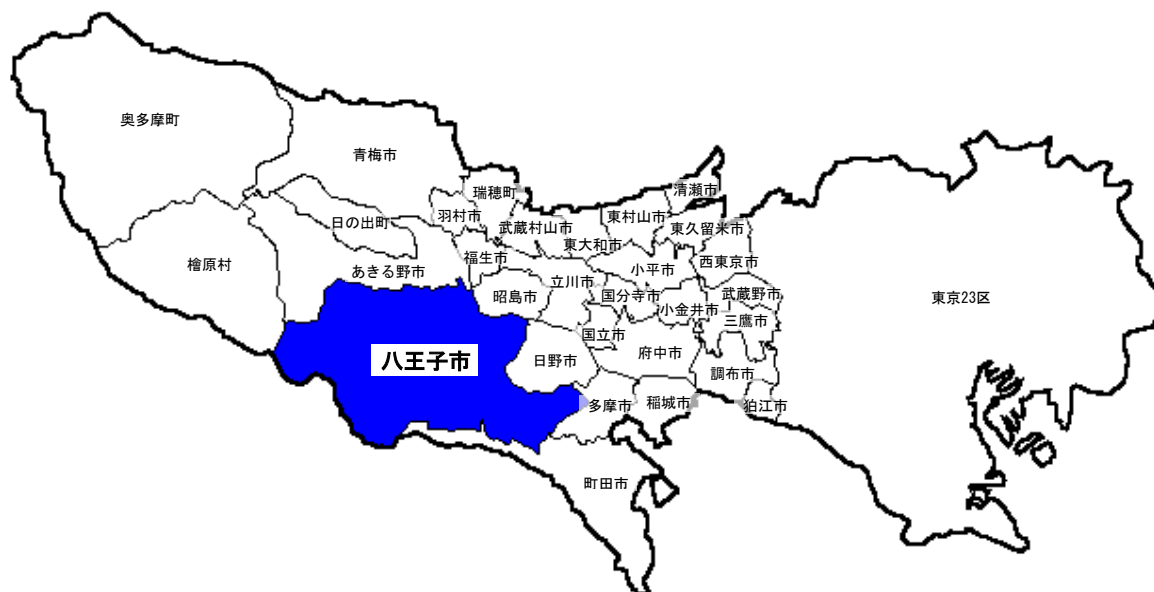 奥多摩町
青梅市
瑞穂町
清瀬市
羽村市
日の出町
武蔵村山市
東村山市
東久留米市
東大和市
檜原村
あきる野市
福生市
小平市
西東京市
立川市
昭島市
国分寺市
武蔵野市
小金井市
東京23区
三鷹市
国立市
八王子市
日野市
府中市
調布市
多摩市
稲城市
狛江市
町田市